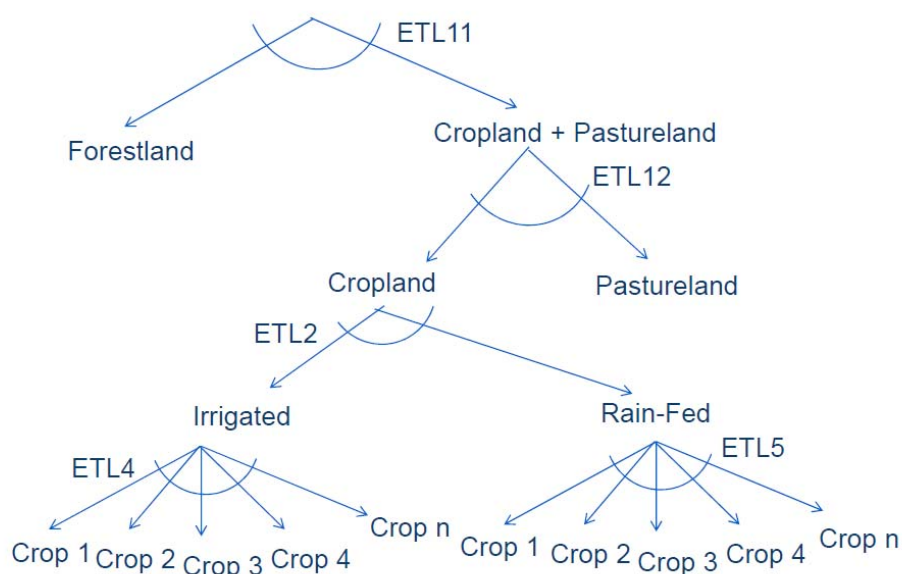 ETL11
Forestland
Cropland + Pastureland
ETL12
Cropland
Pastureland
ETL2
Irrigated
Rain-Fed
ETL4
ETL5
Crop 1
Crop 2
Crop 3
Crop 4
Crop n
Crop 1
Crop 2
Crop 3
Crop 4
Crop n